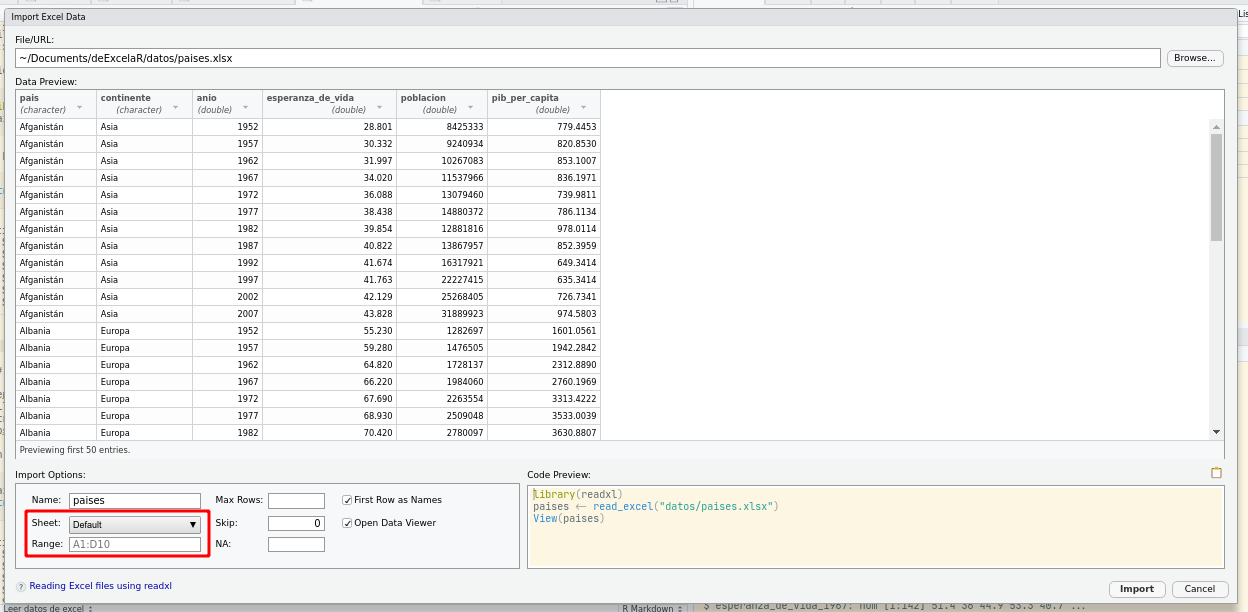 Import Excel Data
File/URL:
~/Documents/deExcelaR/datos/paises.xlsx
Browse...
Data Preview:
pais continente anio esperanza_de_vida poblacion pib_per_capita
(character) (character) (double) (double) (double) (double)
Afganistán Asia 1952 28.801 8425333 779.4453
Afganistán Asia 1957 30.332 9240934 820.8530
Afganistán Asia 1962 31.997 10267083 853.1007
Afganistán Asia 1967 34.020 11537966 836.1971
Afganistán Asia 1972 36.088 13079460 739.9811
Afganistán Asia 1977 38.438 14880372 786.1134
Afganistán Asia 1982 39.854 12881816 978.0114
Afganistán Asia 1987 40.822 13867957 852.3959
Afganistán Asia 1992 41.674 16317921 649.3414
Afganistán Asia 1997 41.763 22227415 635.3414
Afganistán Asia 2002 42.129 25268405 726.7341
Afganistán Asia 2007 43.828 31889923 974.5803
Albania Europa 1952 55.230 1282697 1601.0561
Albania Europa 1957 59.280 1476505 1942.2842
Albania Europa 1962 64.820 1728137 2312.8890
Albania Europa 1967 66.220 1984060 2760.1969
Albania Europa 1972 67.690 2263554 3313.4222
Albania Europa 1977 68.930 2509048 3533.0039
Albania Europa 1982 70.420 2780097 3630.8807
Previewing first 50 entries.
Import Options:
Name: paises
Max Rows:
First Row as Names
Sheet: Default
Skip: 0
Open Data Viewer
Range: A1:D10
NA:
Code Preview:
library(readxl)
paises <- read_excel("datos/paises.xlsx")
View(paises)
? Reading Excel files using readxl
Import
Cancel
Leer datos de excel
R Markdown
$ esperanza_de_vida_1987: num [1:142] 51.4 38 44.9 53.3 40.7 ...